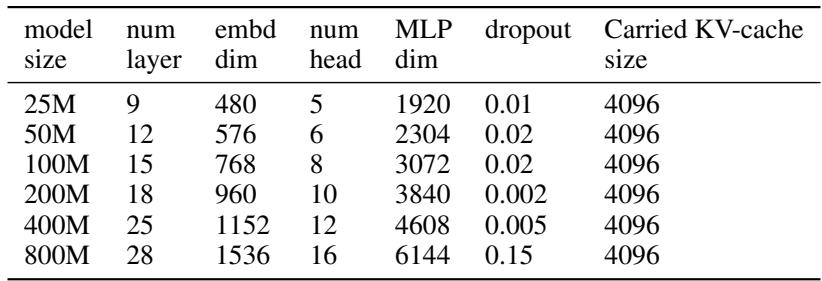 model num embd num MLP dropout Carried KV-cache
size layer dim head dim size
25M 9 480 5 1920 0.01 4096
50M 12 576 6 2304 0.02 4096
100M 15 768 8 3072 0.02 4096
200M 18 960 10 3840 0.002 4096
400M 25 1152 12 4608 0.005 4096
800M 28 1536 16 6144 0.15 4096